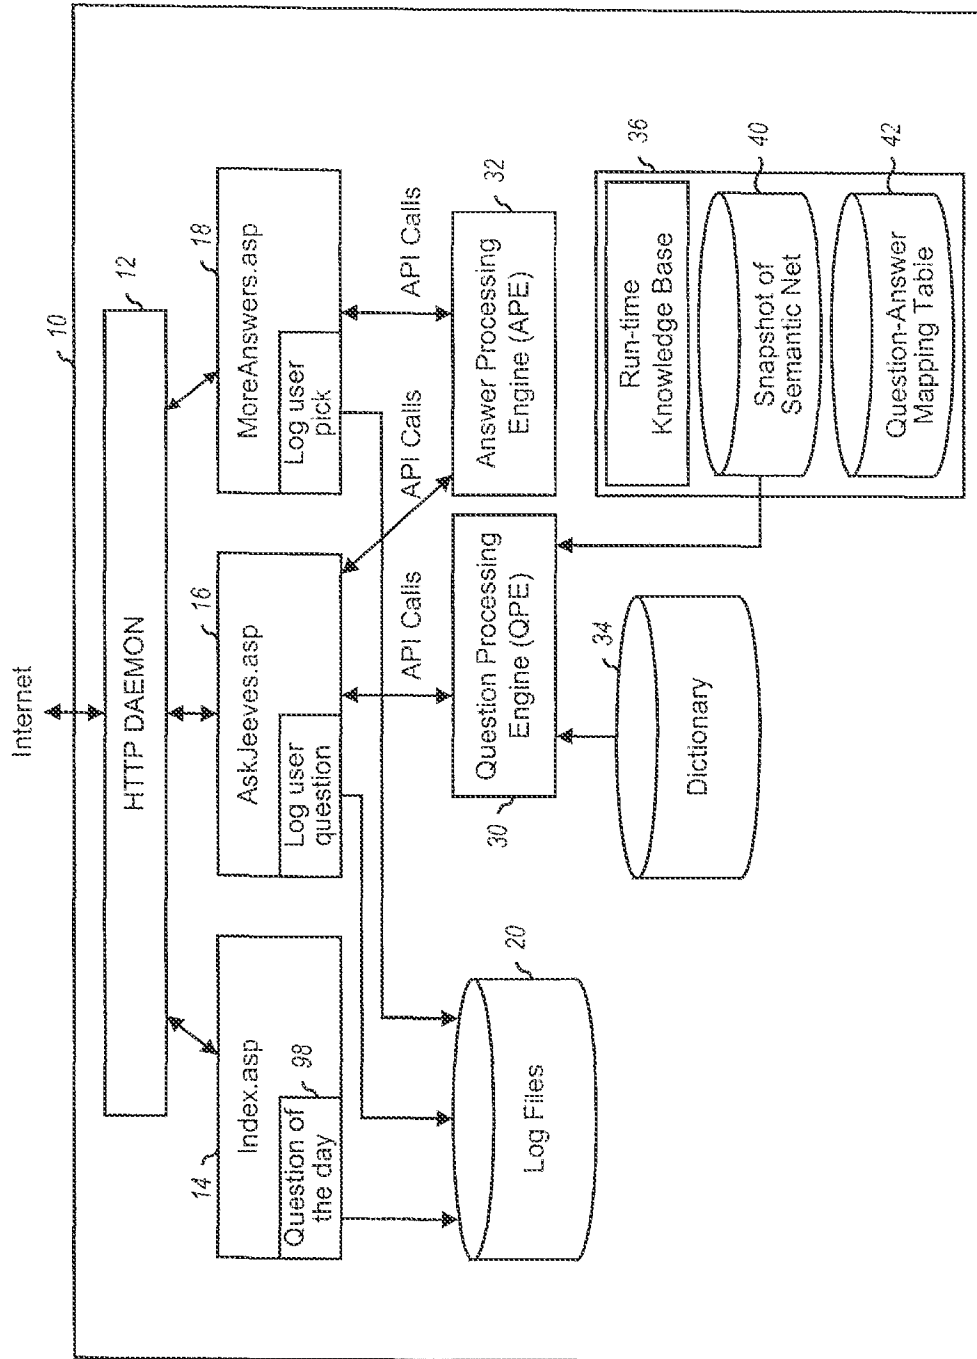 Internet
10
HTTP DAEMON
12
14
Index.asp
Question of
the day
98
16
AskJeeves.asp
Log user
question
18
MoreAnswers.asp
Log user
pick
API Calls
API Calls
API Calls
20
Log Files
30
Question Processing
Engine (QPE)
32
Answer Processing
Engine (APE)
34
Dictionary
36
Run-time
Knowledge Base
40
Snapshot of
Semantic Net
42
Question-Answer
Mapping Table